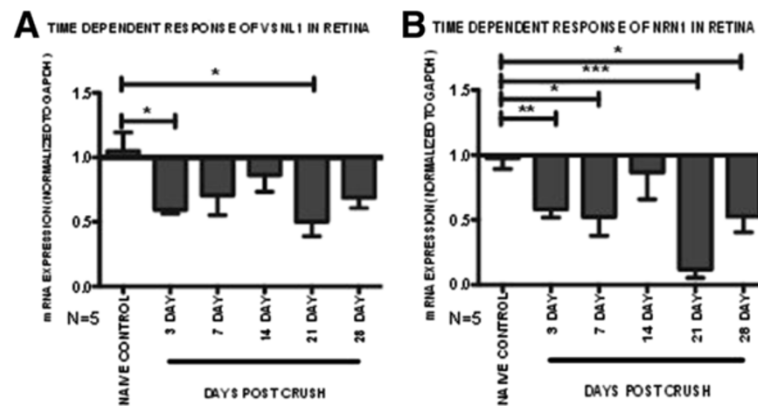 A TIME DEPENDENT RESPONSE OF VSNL1 IN RETINA
mRNA EXPRESSION (NORMALIZED TO GAPDH)
1.5
1.0
0.5
0.0
*
*
N=5
NAIVE CONTROL
3 DAY
7 DAY
14 DAY
21 DAY
28 DAY
DAYS POST CRUSH
B TIME DEPENDENT RESPONSE OF NRN1 IN RETINA
mRNA EXPRESSION (NORMALIZED TO GAPDH)
1.5
1.0
0.5
0.0
*
***
*
**
N=5
NAIVE CONTROL
3 DAY
7 DAY
14 DAY
21 DAY
28 DAY
DAYS POST CRUSH